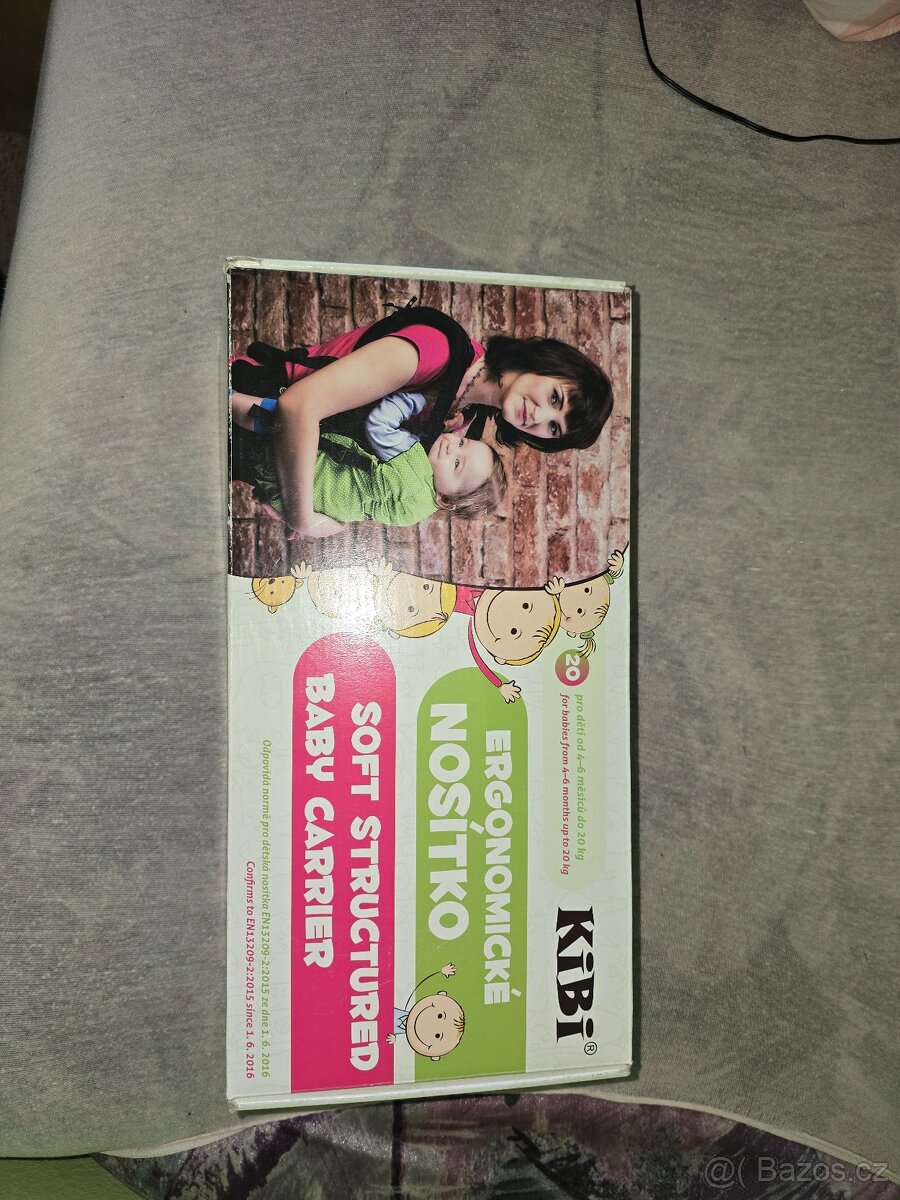 KiBi®
20
pro děti od 4–6 měsíců do 20 kg
for babies from 4–6 months up to 20 kg
ERGONOMICKÉ
NOSÍTKO
SOFT STRUCTURED
BABY CARRIER
Odpovídá normě pro dětská nosítka EN13209-2:2015 ze dne 1. 6. 2016
Confirms to EN13209-2:2015 since 1. 6. 2016
@( Bazos.cz